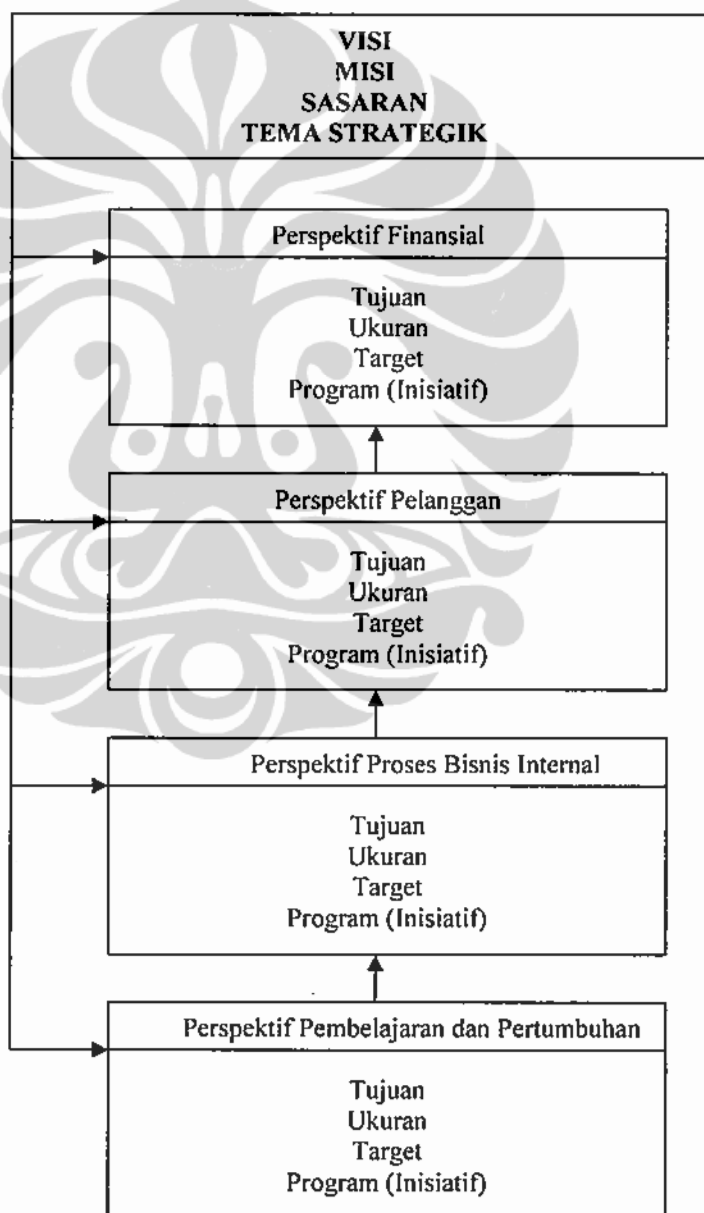 VISI
MISI
SASARAN
TEMA STRATEGIK
Perspektif Finansial
Tujuan
Ukuran
Target
Program (Inisiatif)
Perspektif Pelanggan
Tujuan
Ukuran
Target
Program (Inisiatif)
Perspektif Proses Bisnis Internal
Tujuan
Ukuran
Target
Program (Inisiatif)
Perspektif Pembelajaran dan Pertumbuhan
Tujuan
Ukuran
Target
Program (Inisiatif)